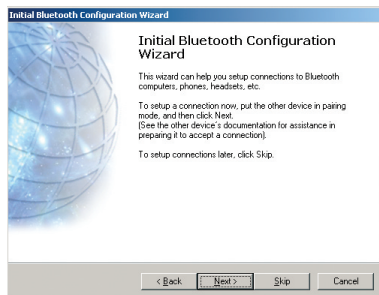 Initial Bluetooth Configuration Wizard
Initial Bluetooth Configuration
Wizard
This wizard can help you setup connections to Bluetooth
computers, phones, headsets, etc.
To setup a connection now, put the other device in pairing
mode, and then click Next.
(See the other device's documentation for assistance in
preparing it to accept a connection).
To setup connections later, click Skip.
< Back Next > Skip Cancel